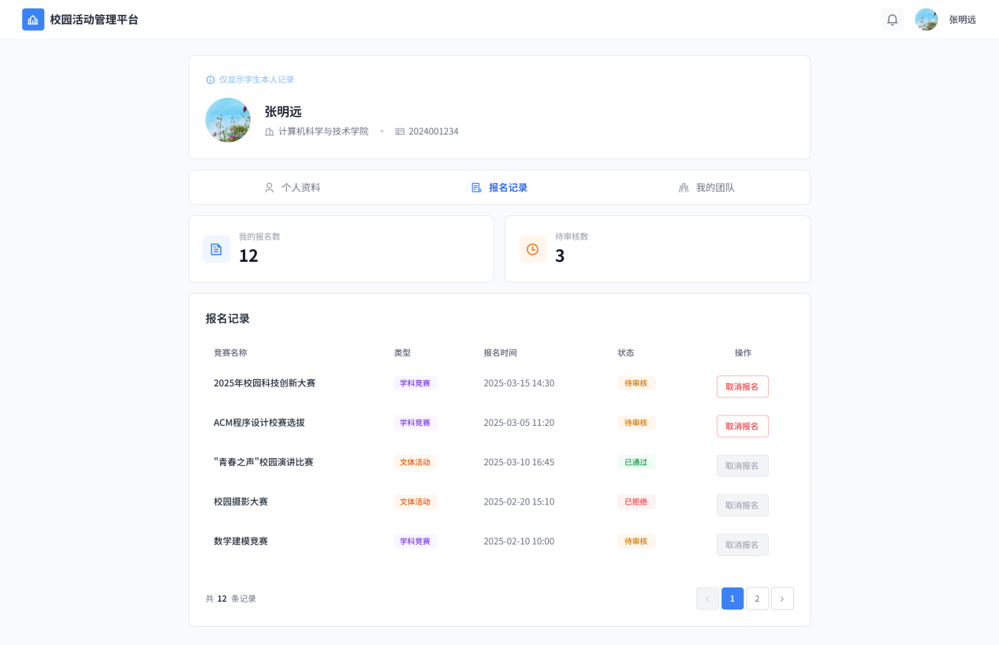 校园活动管理平台
张明远
仅显示学生本人记录
张明远
计算机科学与技术学院 2024001234
个人资料 报名记录 我的团队
我的报名数
12
待审核数
3
报名记录
竞赛名称 类型 报名时间 状态 操作
2025年校园科技创新大赛 学科竞赛 2025-03-15 14:30 待审核 取消报名
ACM程序设计校赛选拔 学科竞赛 2025-03-05 11:20 待审核 取消报名
"青春之声"校园演讲比赛 文体活动 2025-03-10 16:45 已通过 取消报名
校园摄影大赛 文体活动 2025-02-20 15:10 已拒绝 取消报名
数学建模竞赛 学科竞赛 2025-02-10 10:00 待审核 取消报名
共 12 条记录 1 2